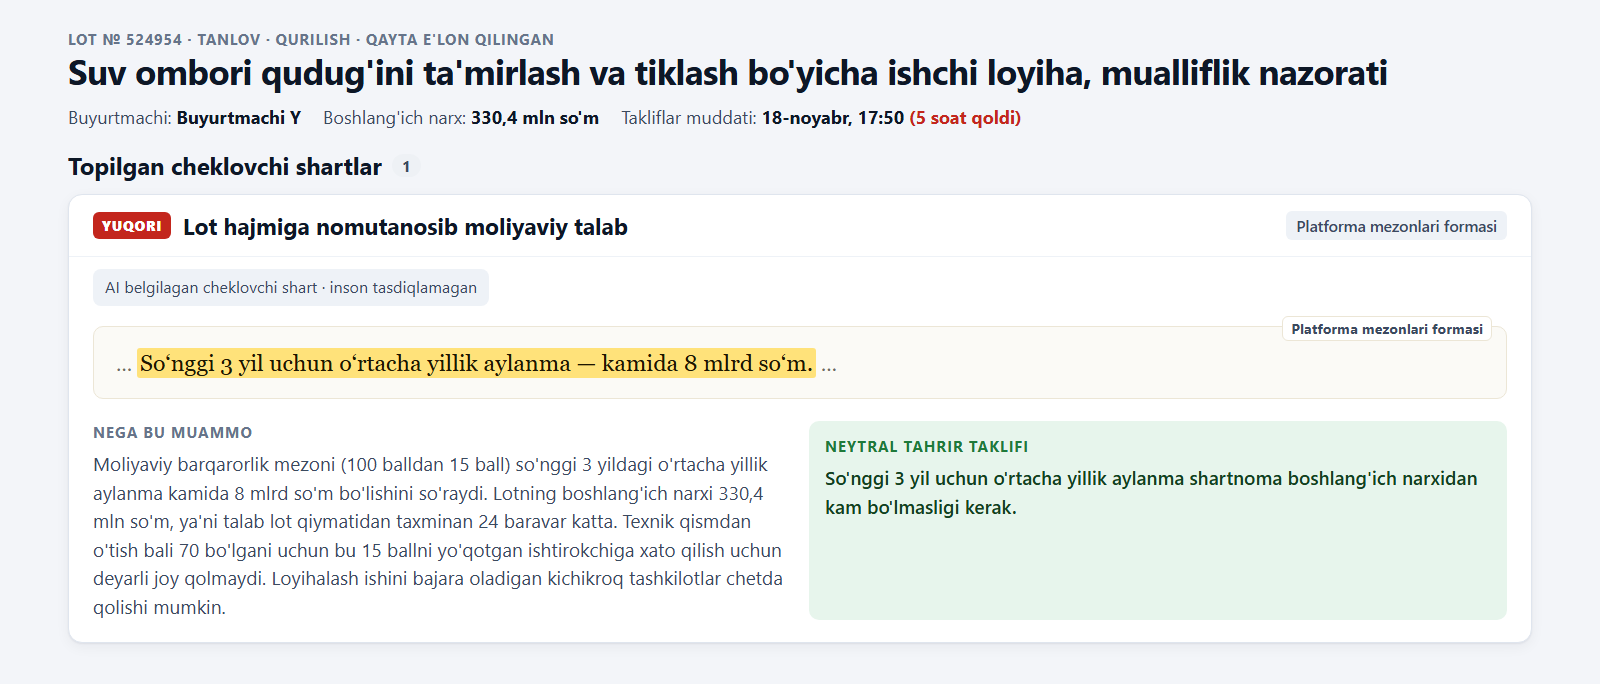 LOT № 524954 · TANLOV · QURILISH · QAYTA E'LON QILINGAN
Suv ombori qudug'ini ta'mirlash va tiklash bo'yicha ishchi loyiha, mualliflik nazorati
Buyurtmachi: Buyurtmachi Y Boshlang'ich narx: 330,4 mln so'm Takliflar muddati: 18-noyabr, 17:50 (5 soat qoldi)
Topilgan cheklovchi shartlar 1
YUQORI Lot hajmiga nomutanosib moliyaviy talab Platforma mezonlari formasi
AI belgilagan cheklovchi shart · inson tasdiqlamagan
Platforma mezonlari formasi
... So‘nggi 3 yil uchun o‘rtacha yillik aylanma — kamida 8 mlrd so‘m. ...
NEGA BU MUAMMO
Moliyaviy barqarorlik mezoni (100 balldan 15 ball) so'nggi 3 yildagi o'rtacha yillik
aylanma kamida 8 mlrd so'm bo'lishini so'raydi. Lotning boshlang'ich narxi 330,4
mln so'm, ya'ni talab lot qiymatidan taxminan 24 baravar katta. Texnik qismdan
o'tish bali 70 bo'lgani uchun bu 15 ballni yo'qotgan ishtirokchiga xato qilish uchun
deyarli joy qolmaydi. Loyihalash ishini bajara oladigan kichikroq tashkilotlar chetda
qolishi mumkin.
NEYTRAL TAHRIR TAKLIFI
So'nggi 3 yil uchun o'rtacha yillik aylanma shartnoma boshlang'ich narxidan
kam bo'lmasligi kerak.